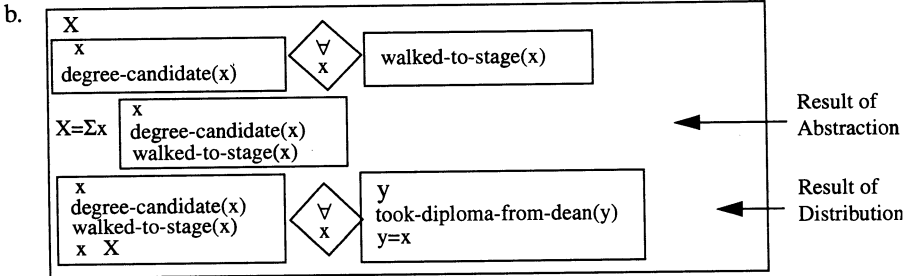 b.
X
x
degree-candidate(x)
∀
x
walked-to-stage(x)
X=Σx
x
degree-candidate(x)
walked-to-stage(x)
Result of
Abstraction
x
degree-candidate(x)
walked-to-stage(x)
x X
∀
x
y
took-diploma-from-dean(y)
y=x
Result of
Distribution